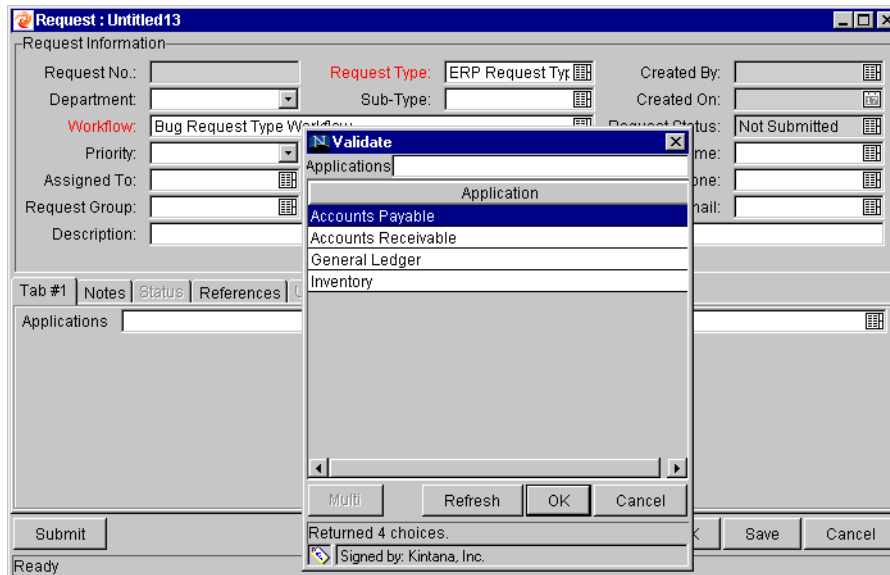 Request : Untitled13
Request Information
Request No.: Request Type: ERP Request Typ Created By:
Department: Sub-Type: Created On:
Workflow: Bug Request Type Workflow Request Status: Not Submitted
Priority: me:
Assigned To: one:
Request Group: nail:
Description:
Validate
Applications
Application
Accounts Payable
Accounts Receivable
General Ledger
Inventory
Multi Refresh OK Cancel
Returned 4 choices.
Signed by: Kintana, Inc.
Tab #1 Notes Status References
Applications
Submit Save Cancel
Ready